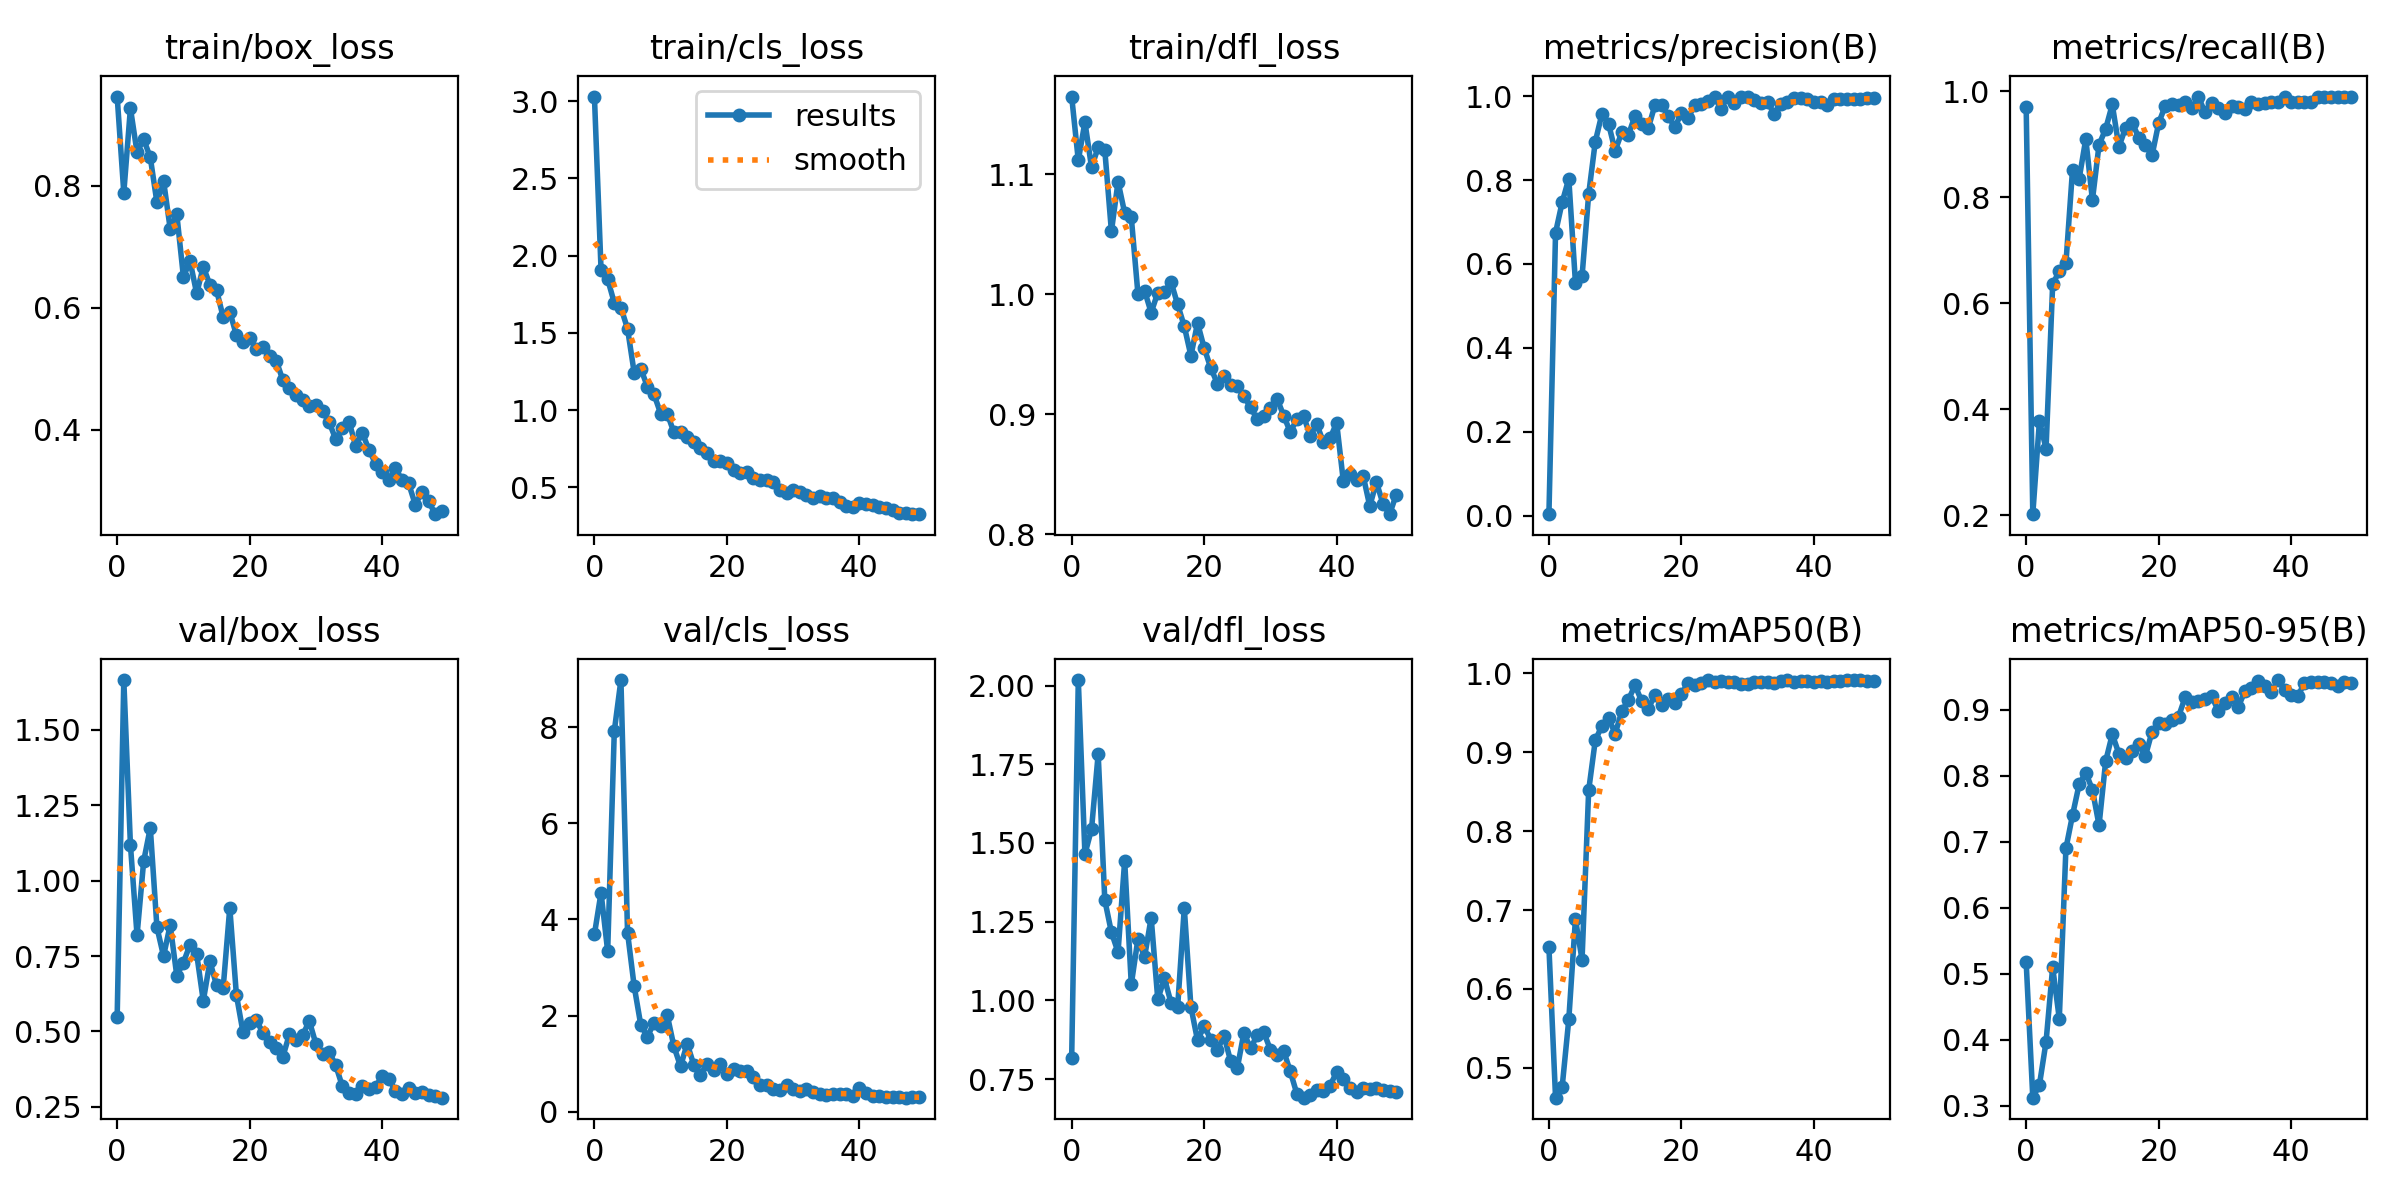 train/box_loss
train/cls_loss
train/dfl_loss
metrics/precision(B)
metrics/recall(B)
0.8
0.6
0.4
0 20 40
3.0
2.5
2.0
1.5
1.0
0.5
0 20 40
results
smooth
1.1
1.0
0.9
0.8
0 20 40
1.0
0.8
0.6
0.4
0.2
0.0
0 20 40
1.0
0.8
0.6
0.4
0.2
0 20 40
val/box_loss
val/cls_loss
val/dfl_loss
metrics/mAP50(B)
metrics/mAP50-95(B)
1.50
1.25
1.00
0.75
0.50
0.25
0 20 40
8
6
4
2
0
0 20 40
2.00
1.75
1.50
1.25
1.00
0.75
0 20 40
1.0
0.9
0.8
0.7
0.6
0.5
0 20 40
0.9
0.8
0.7
0.6
0.5
0.4
0.3
0 20 40